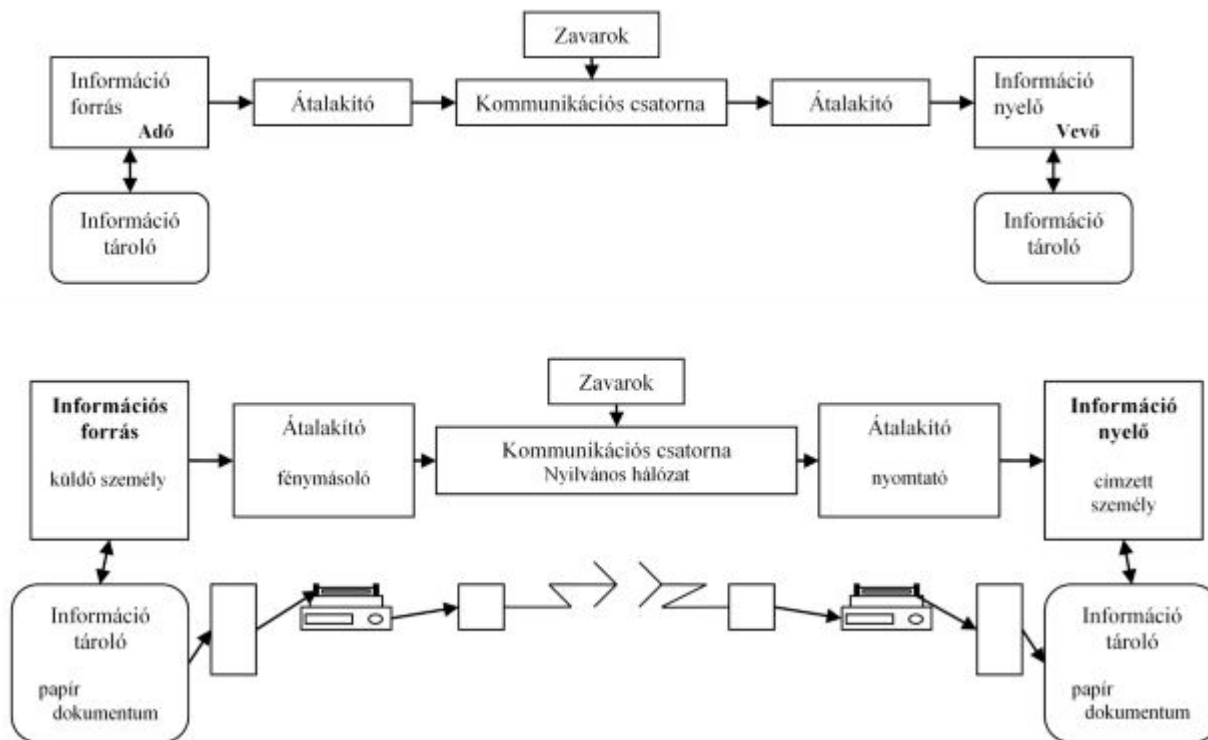 Zavarok
Információ
forrás
Adó
Átalakító
Kommunikációs csatorna
Átalakító
Információ
nyelő
Vevő
Információ
tároló
Információ
tároló
Zavarok
Információs
forrás
küldő személy
Átalakító
fénymásoló
Kommunikációs csatorna
Nyilvános hálózat
Átalakító
nyomtató
Információ
nyelő
címzett
személy
Információ
tároló
papír
dokumentum
Információ
tároló
papír
dokumentum